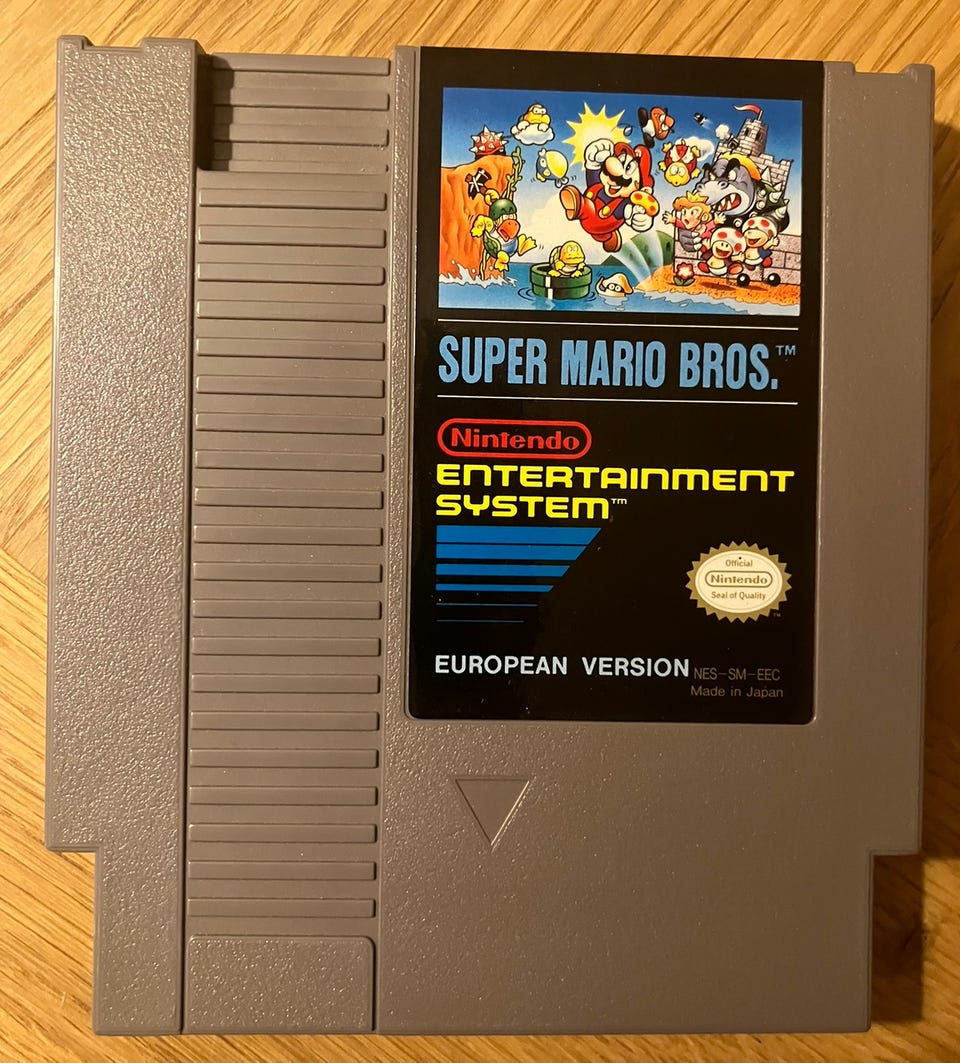 SUPER MARIO BROS.™
Nintendo
ENTERTAINMENT
SYSTEM™
Official
Nintendo
Seal of Quality
™
EUROPEAN VERSION
NES-SM-EEC
Made in Japan